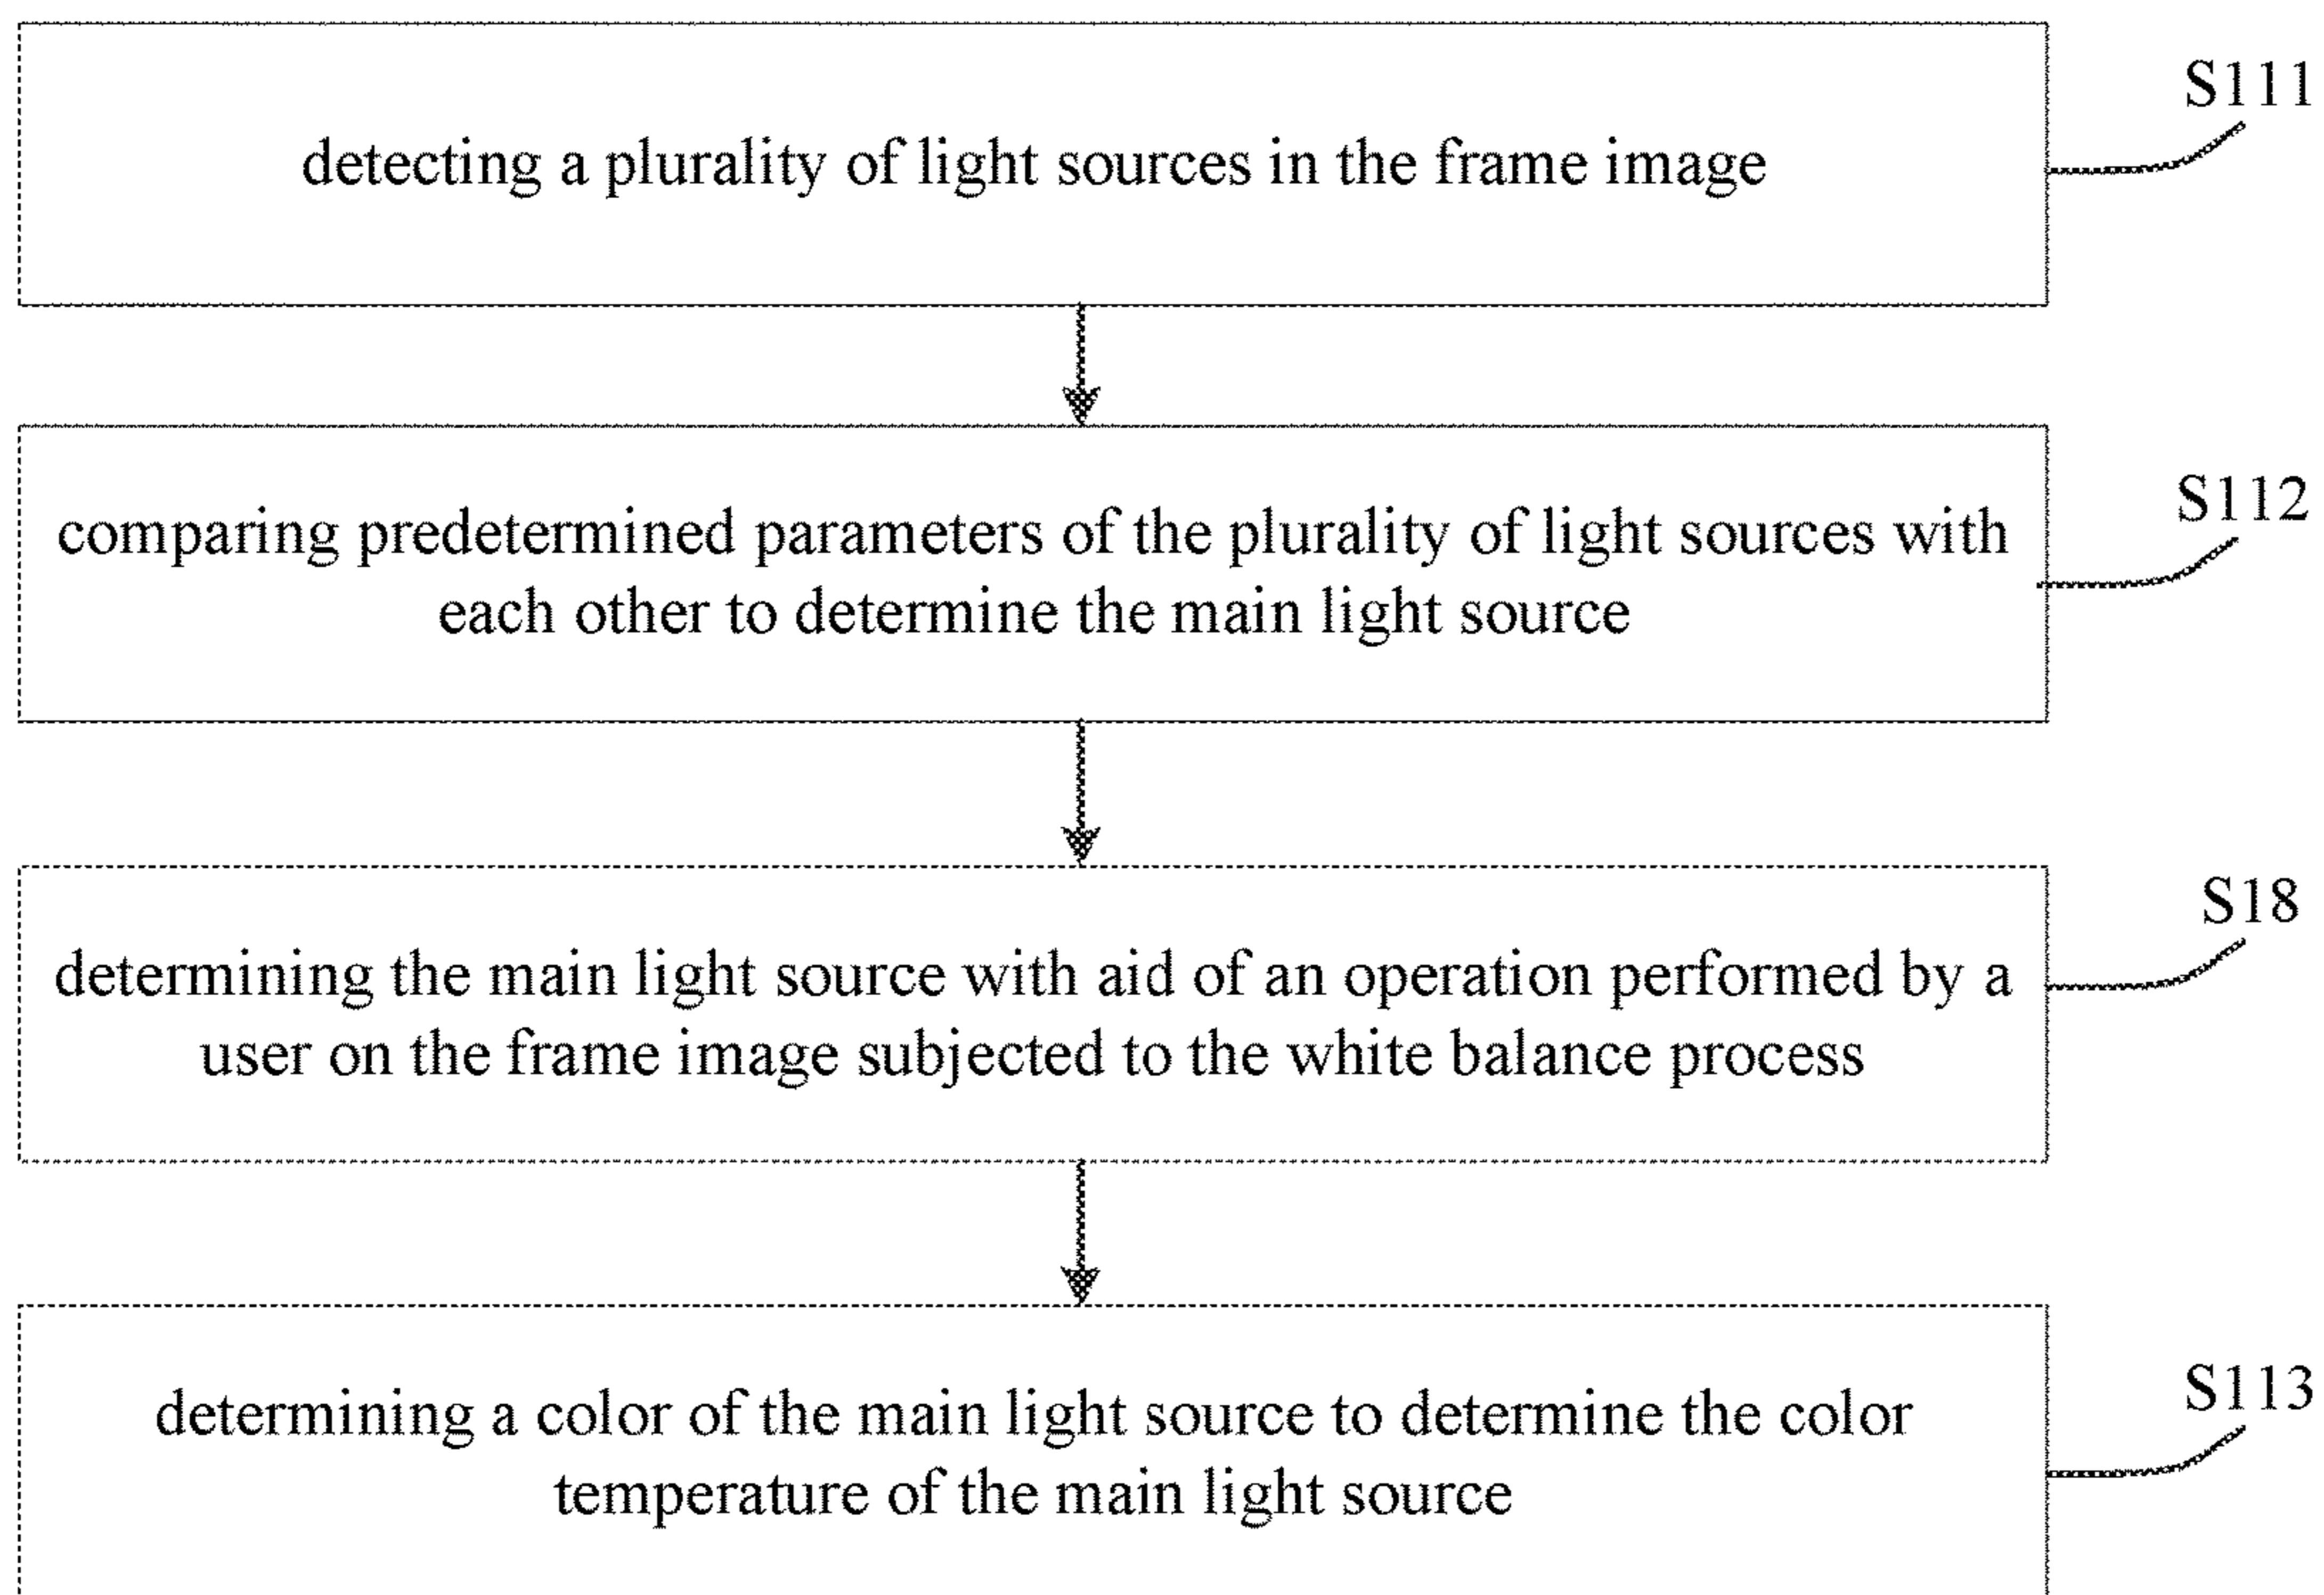 S111
detecting a plurality of light sources in the frame image
S112
comparing predetermined parameters of the plurality of light sources with
each other to determine the main light source
S18
determining the main light source with aid of an operation performed by a
user on the frame image subjected to the white balance process
S113
determining a color of the main light source to determine the color
temperature of the main light source